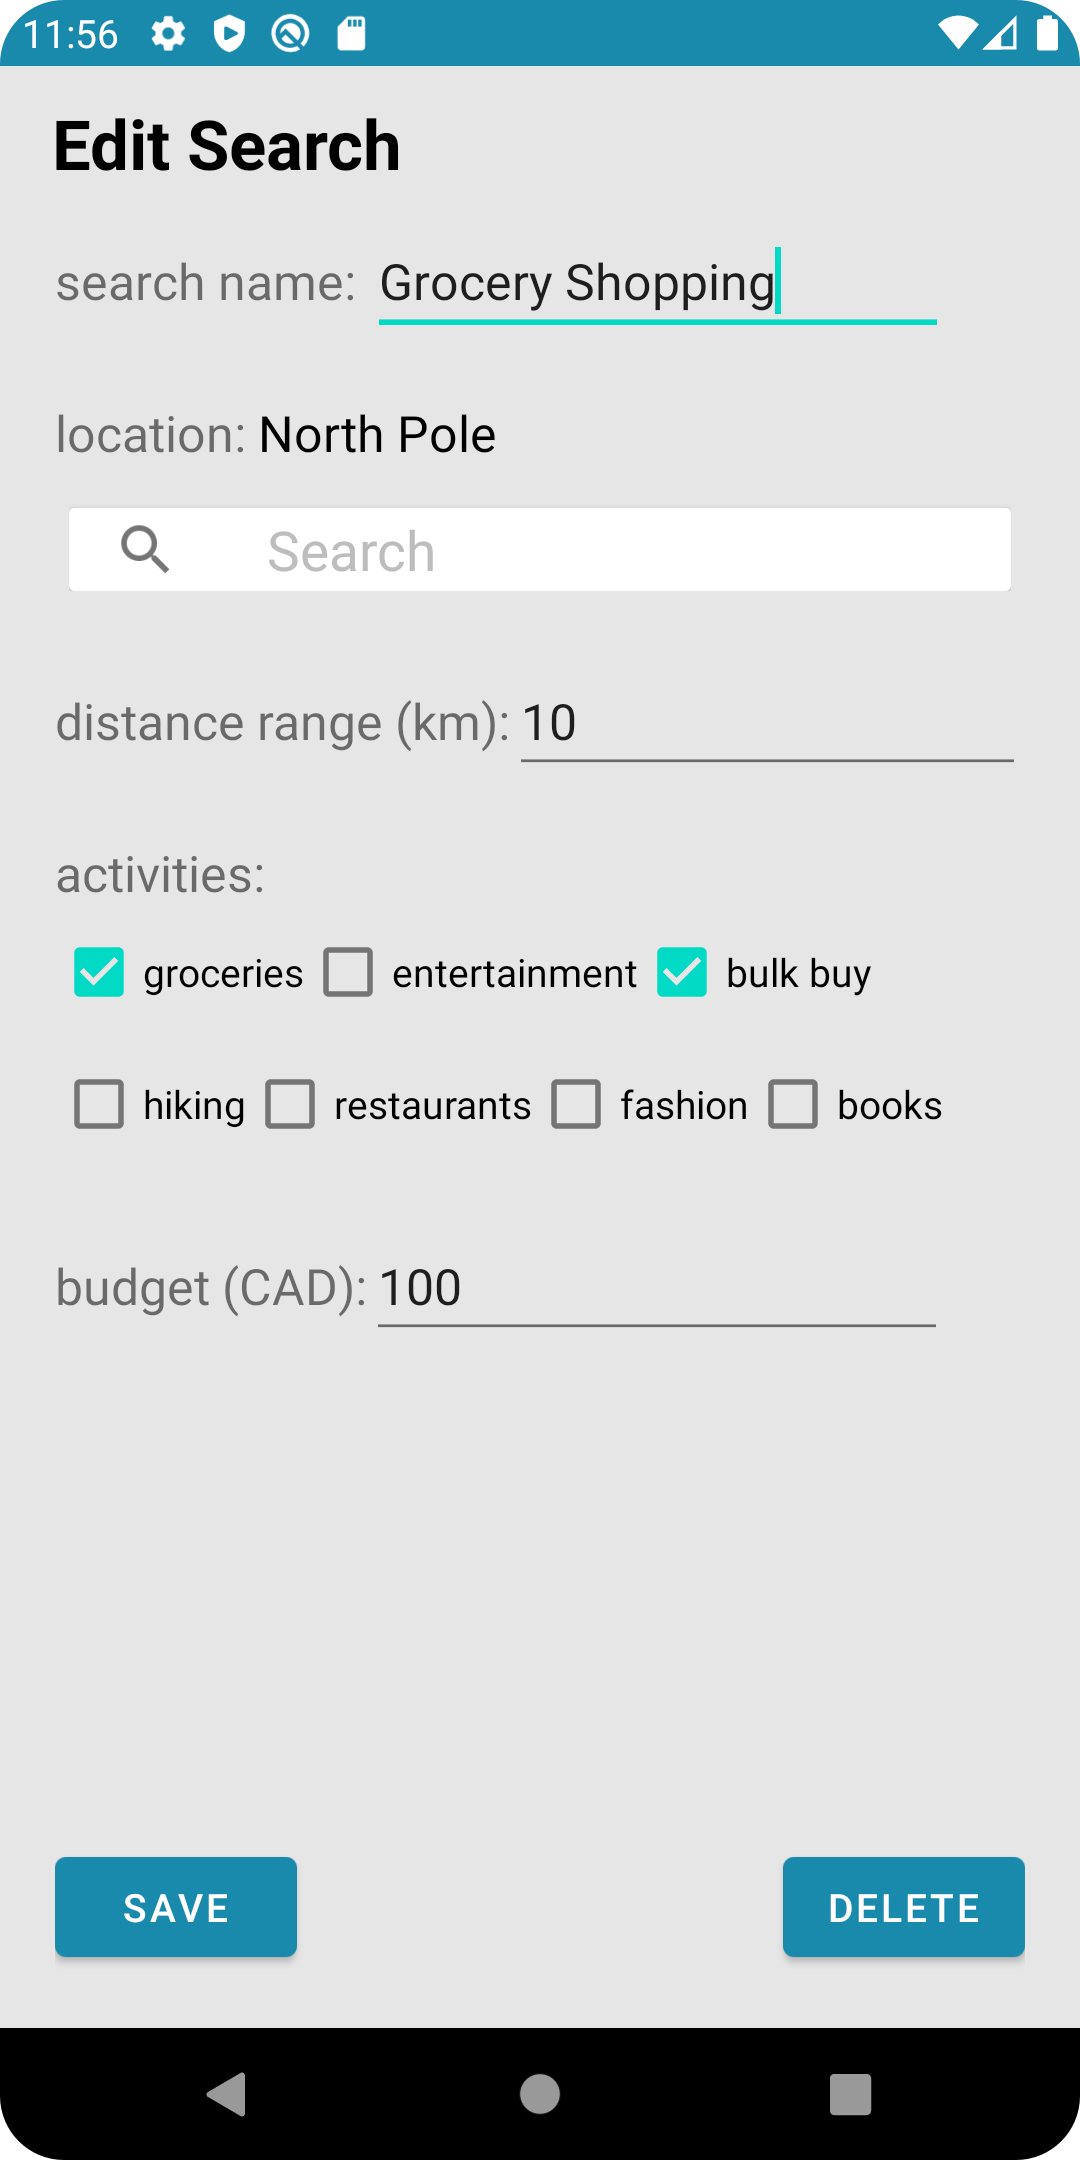 11:56
Edit Search
search name: Grocery Shopping
location: North Pole
Search
distance range (km): 10
activities:
groceries entertainment bulk buy
hiking restaurants fashion books
budget (CAD): 100
SAVE DELETE